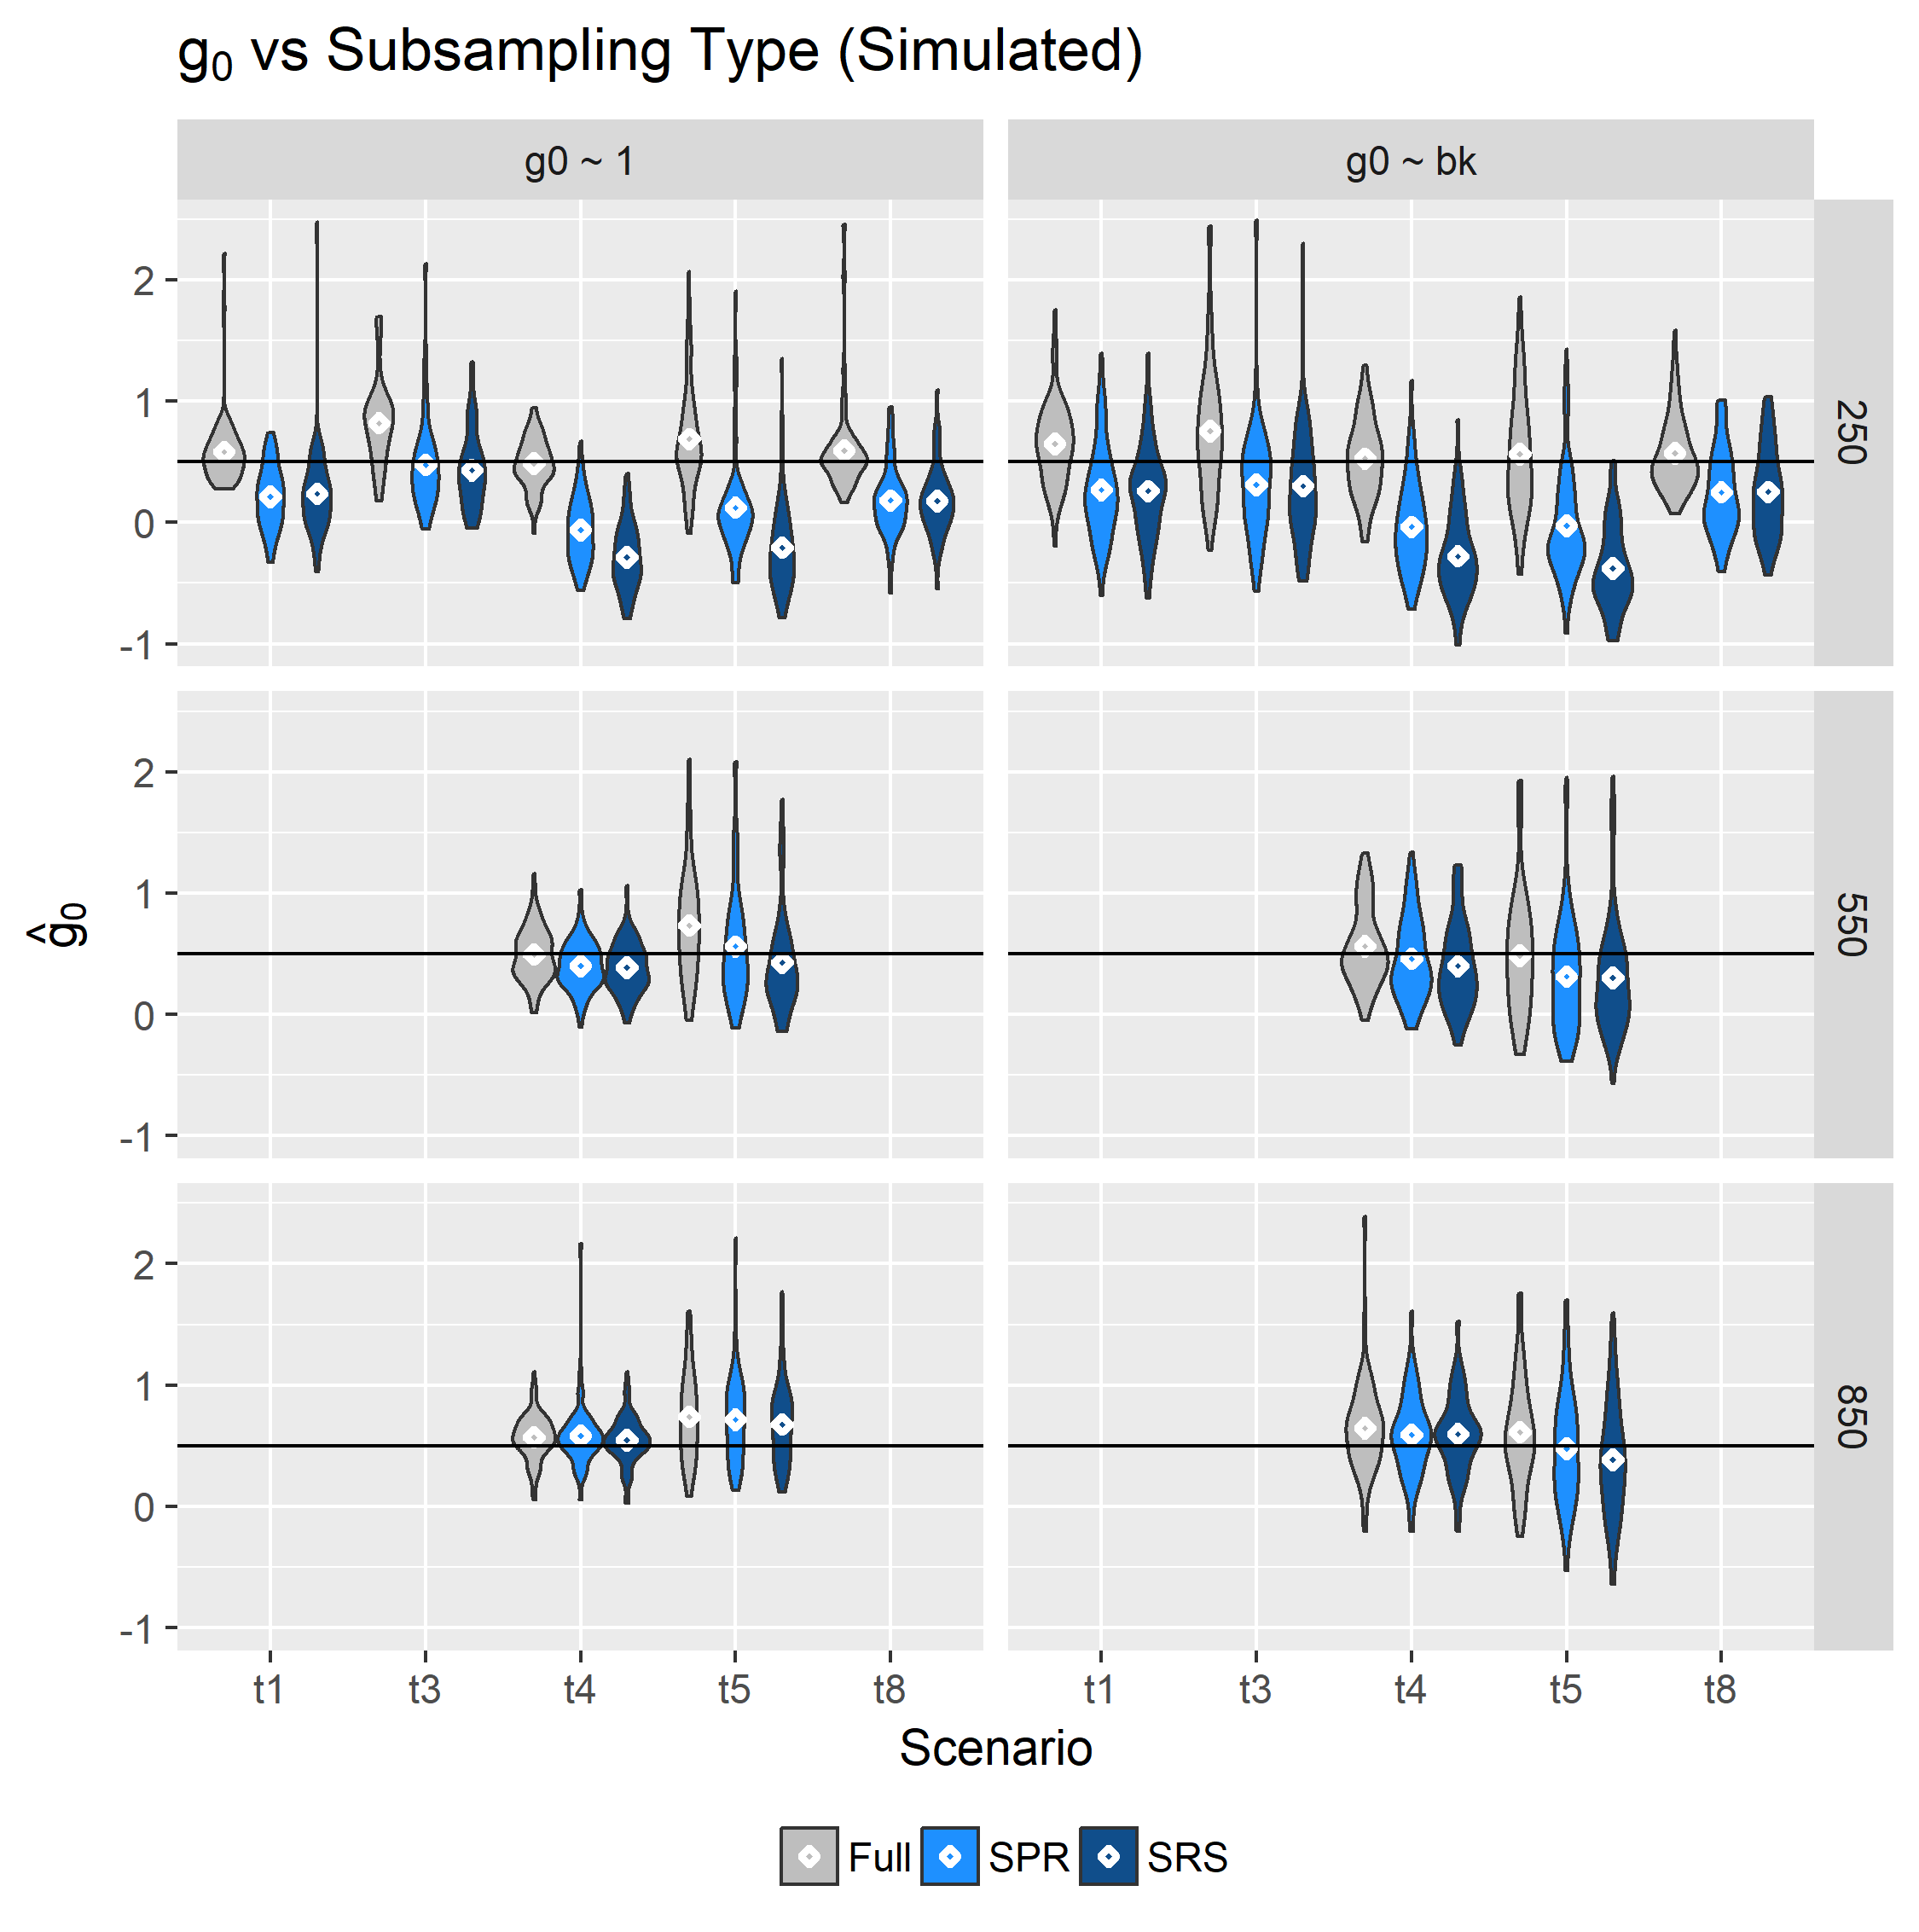 g₀ vs Subsampling Type (Simulated)
g0 ~ 1
g0 ~ bk
2
1
0
-1
250
2
1
0
-1
550
2
1
0
-1
850
ĝ₀
t1 t3 t4 t5 t8
t1 t3 t4 t5 t8
Scenario
Full SPR SRS